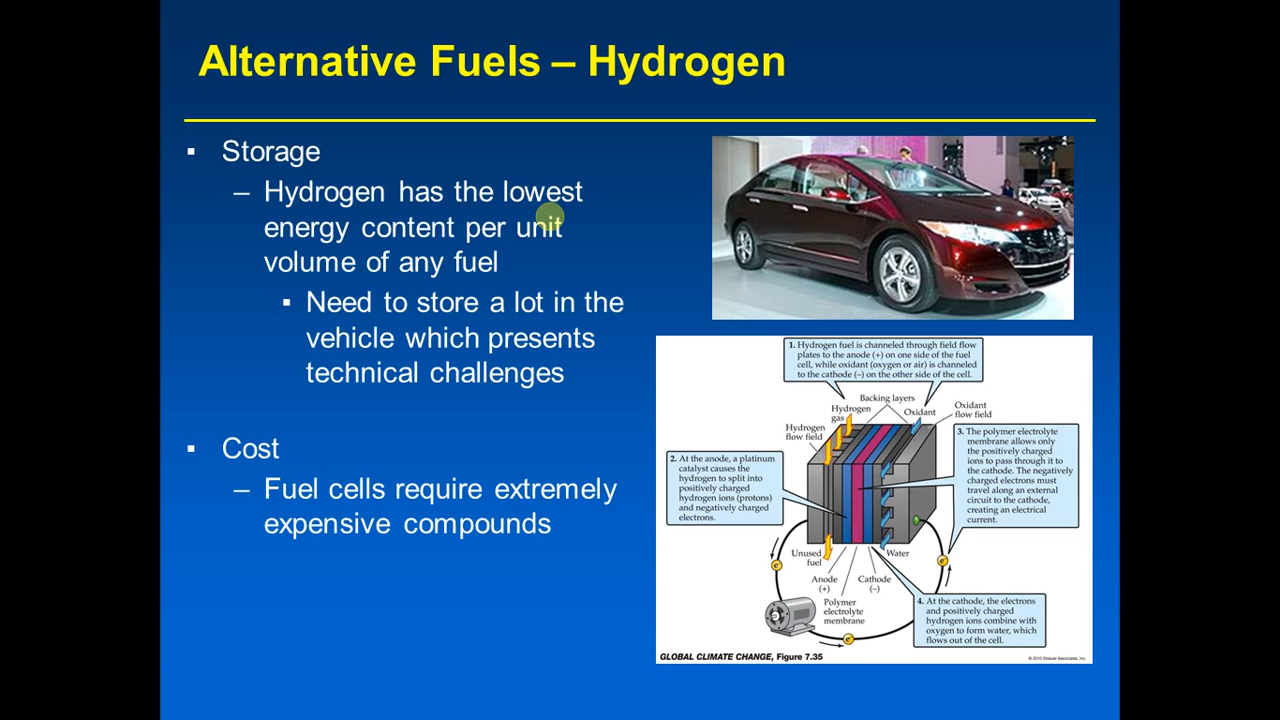 Alternative Fuels – Hydrogen
▪ Storage
– Hydrogen has the lowest
energy content per unit
volume of any fuel
▪ Need to store a lot in the
vehicle which presents
technical challenges
▪ Cost
– Fuel cells require extremely
expensive compounds
1. Hydrogen fuel is channeled through field flow
plates to the anode (+) on one side of the fuel
cell, while oxidant (oxygen or air) is channeled
to the cathode (–) on the other side of the cell.
Backing layers
Hydrogen
gas
Oxidant
Oxidant
flow field
Hydrogen
flow field
2. At the anode, a platinum
catalyst causes the
hydrogen to split into
positively charged
hydrogen ions (protons)
and negatively charged
electrons.
3. The polymer electrolyte
membrane allows only
the positively charged
ions to pass through it to
the cathode. The negatively
charged electrons must
travel along an external
circuit to the cathode,
creating an electrical
current.
Unused
fuel
Water
e⁻
e⁻
Anode
(+)
Cathode
(–)
Polymer
electrolyte
membrane
4. At the cathode, the electrons
and positively charged
hydrogen ions combine with
oxygen to form water, which
flows out of the cell.
e⁻
GLOBAL CLIMATE CHANGE, Figure 7.35
© 2010 Sinauer Associates, Inc.